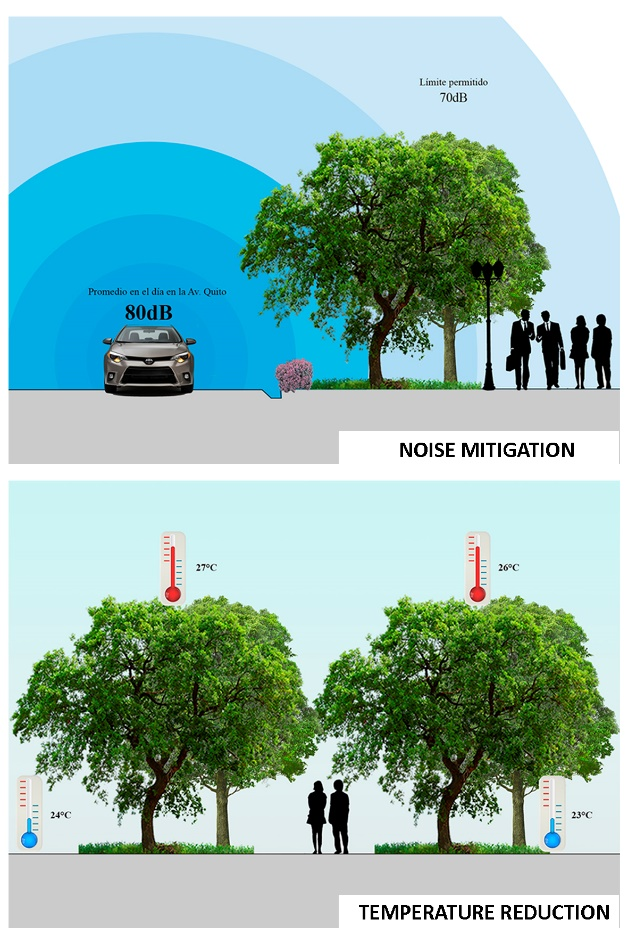 Límite permitido
70dB
Promedio en el día en la Av. Quito
80dB
NOISE MITIGATION
27°C
26°C
24°C
23°C
TEMPERATURE REDUCTION